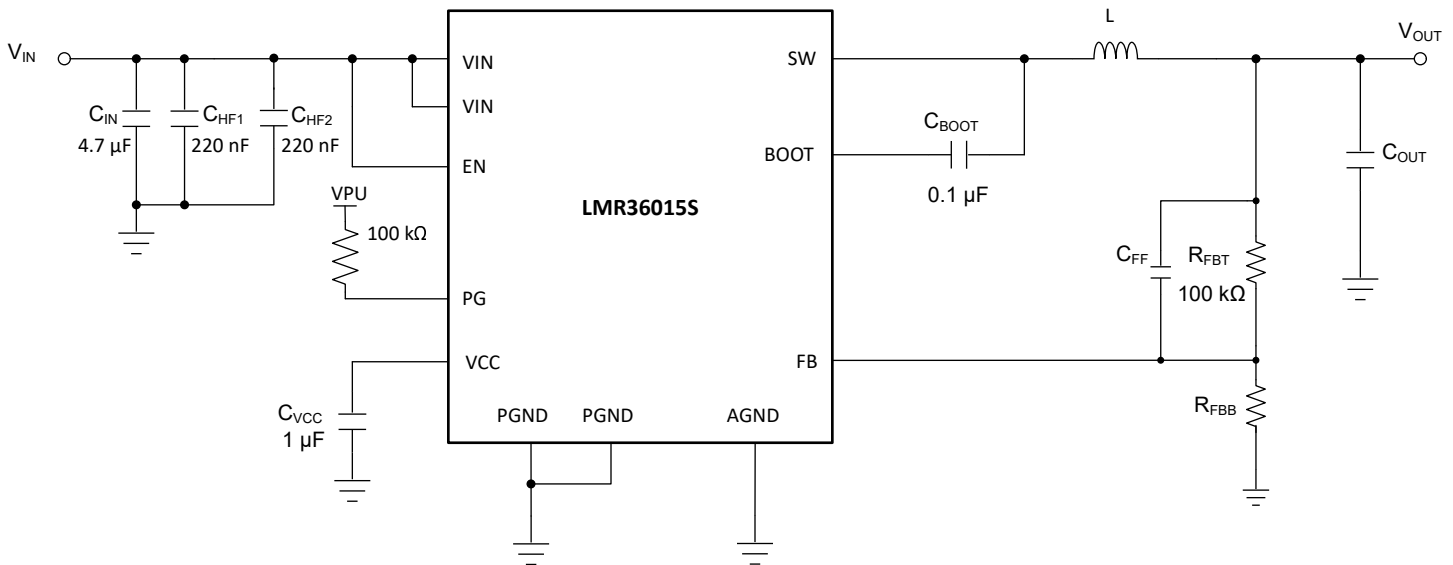 L
V_IN
V_OUT
VIN
SW
VIN
C_IN
4.7 µF
C_HF1
220 nF
C_HF2
220 nF
C_BOOT
0.1 µF
BOOT
EN
C_OUT
VPU
100 kΩ
LMR36015S
C_FF
R_FBT
100 kΩ
PG
VCC
FB
C_VCC
1 µF
PGND
PGND
AGND
R_FBB